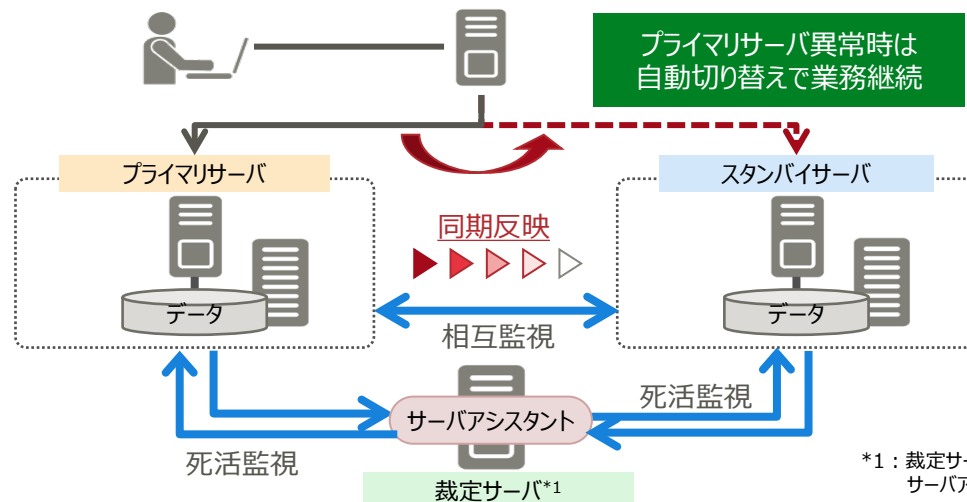 プライマリサーバ異常時は
自動切り替えで業務継続
プライマリサーバ
スタンバイサーバ
同期反映
データ
データ
相互監視
死活監視
サーバアシスタント
死活監視
裁定サーバ*1
*1：裁定サー
サーバア